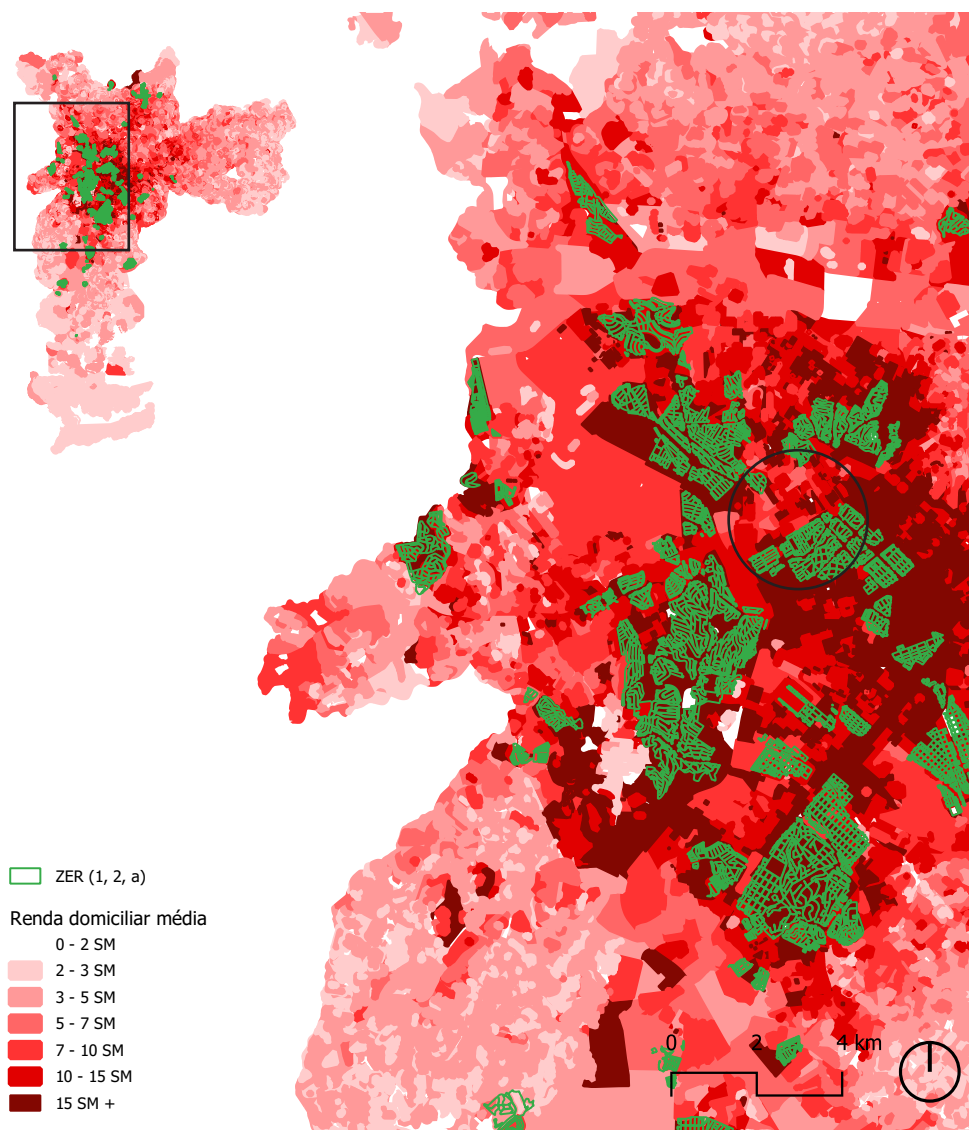 ZER (1, 2, a)
Renda domiciliar média
0 - 2 SM
2 - 3 SM
3 - 5 SM
5 - 7 SM
7 - 10 SM
10 - 15 SM
15 SM +
0 2 4 km